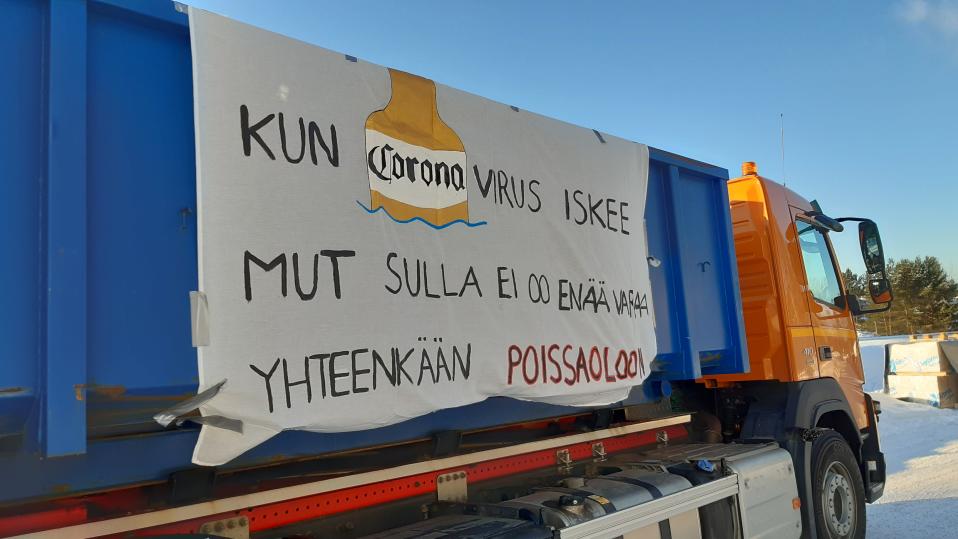 KUN Corona VIRUS ISKEE
MUT SULLA EI OO ENÄÄ VARAA
YHTEENKÄÄN POISSAOLOON